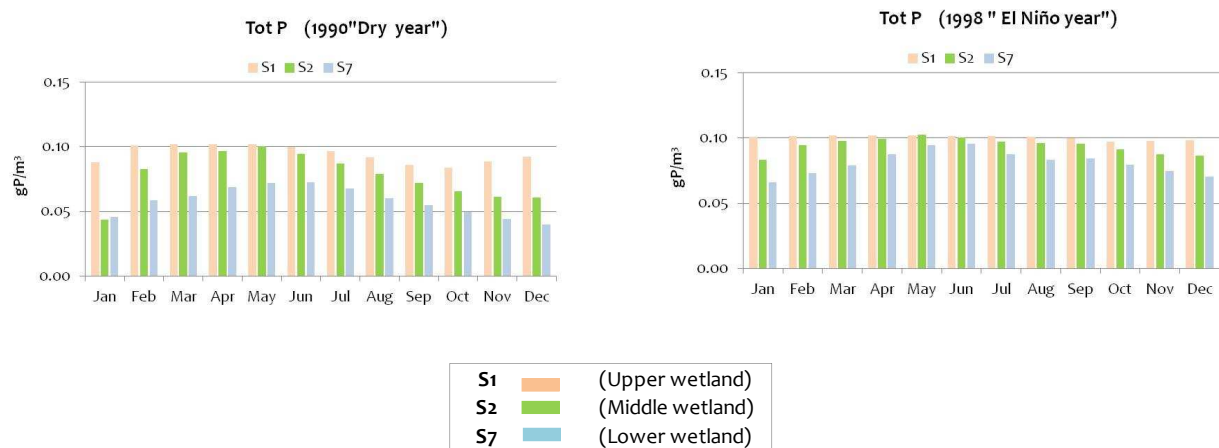 Tot P (1990"Dry year")
S1 S2 S7
0.15
0.10
0.05
0.00
gP/m³
Jan Feb Mar Apr May Jun Jul Aug Sep Oct Nov Dec
Tot P (1998 " El Niño year")
S1 S2 S7
0.15
0.10
0.05
0.00
gP/m³
Jan Feb Mar Apr May Jun Jul Aug Sep Oct Nov Dec
S1 (Upper wetland)
S2 (Middle wetland)
S7 (Lower wetland)